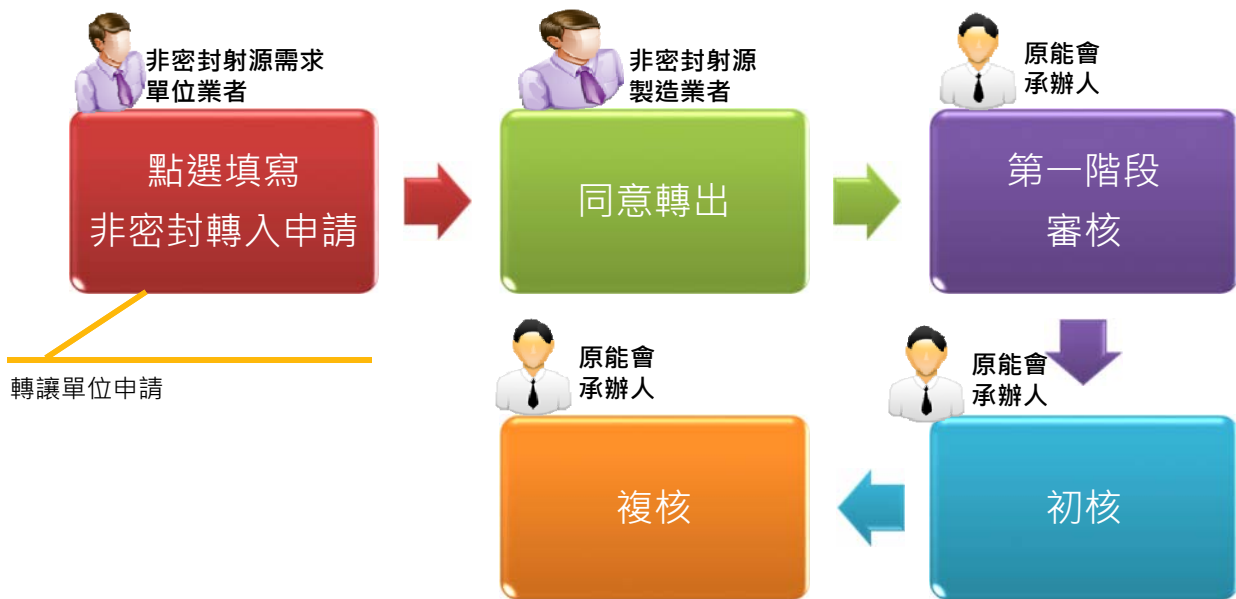 非密封射源需求
單位業者
點選填寫
非密封轉入申請
轉讓單位申請
非密封射源
製造業者
同意轉出
原能會
承辦人
第一階段
審核
原能會
承辦人
初核
原能會
承辦人
複核